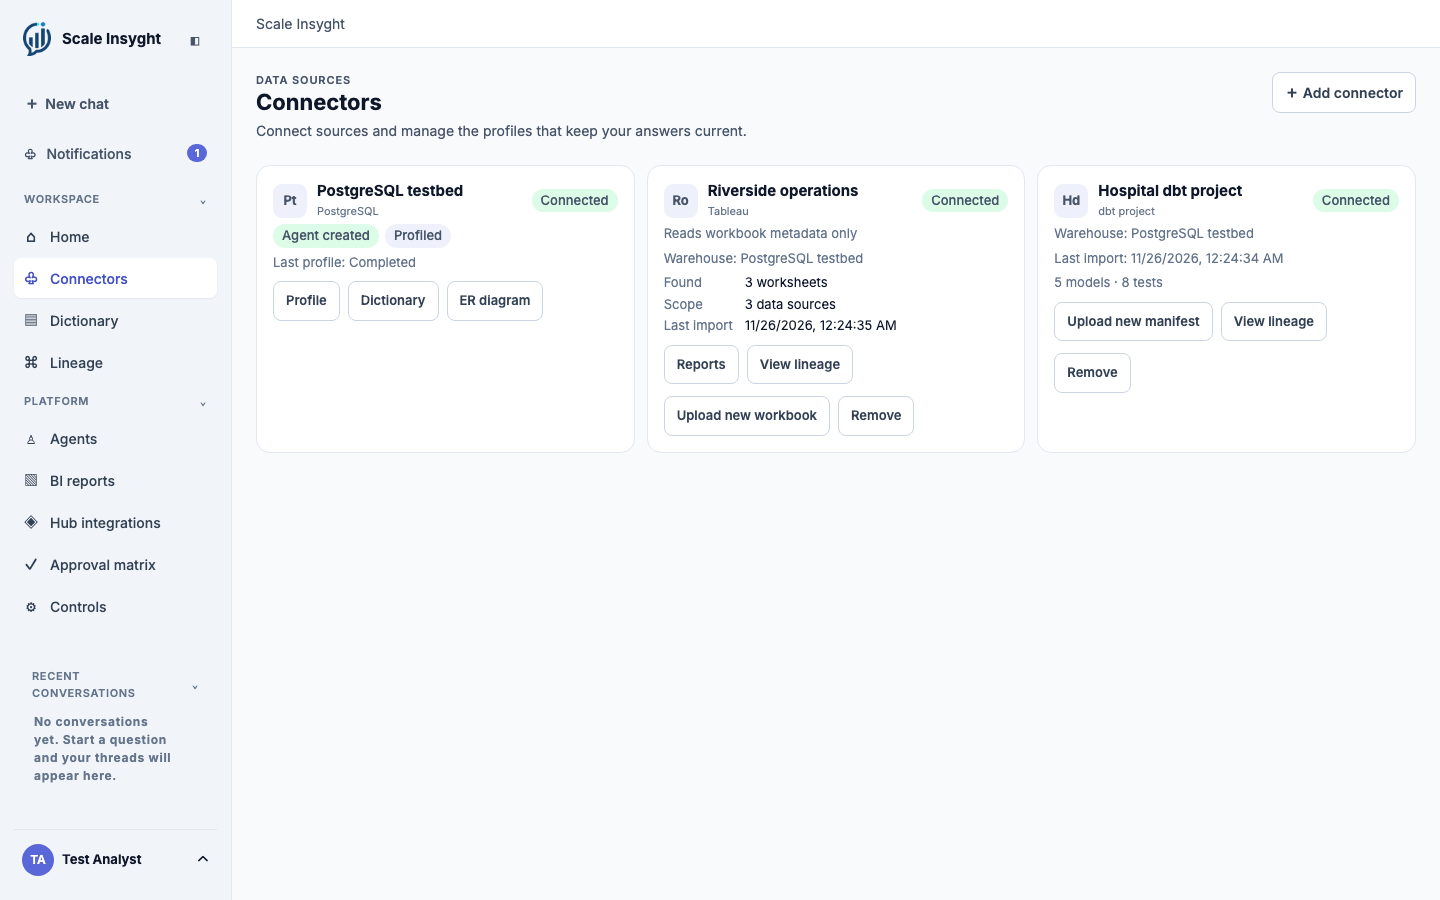 Scale Insyght
+ New chat
Notifications 1
WORKSPACE
Home
Connectors
Dictionary
Lineage
PLATFORM
Agents
BI reports
Hub integrations
Approval matrix
Controls
RECENT
CONVERSATIONS
No conversations
yet. Start a question
and your threads will
appear here.
TA Test Analyst
Scale Insyght
DATA SOURCES
Connectors
Connect sources and manage the profiles that keep your answers current.
+ Add connector
Pt PostgreSQL testbed
PostgreSQL
Connected
Agent created Profiled
Last profile: Completed
Profile Dictionary ER diagram
Ro Riverside operations
Tableau
Connected
Reads workbook metadata only
Warehouse: PostgreSQL testbed
Found 3 worksheets
Scope 3 data sources
Last import 11/26/2026, 12:24:35 AM
Reports View lineage
Upload new workbook Remove
Hd Hospital dbt project
dbt project
Connected
Warehouse: PostgreSQL testbed
Last import: 11/26/2026, 12:24:34 AM
5 models · 8 tests
Upload new manifest View lineage
Remove